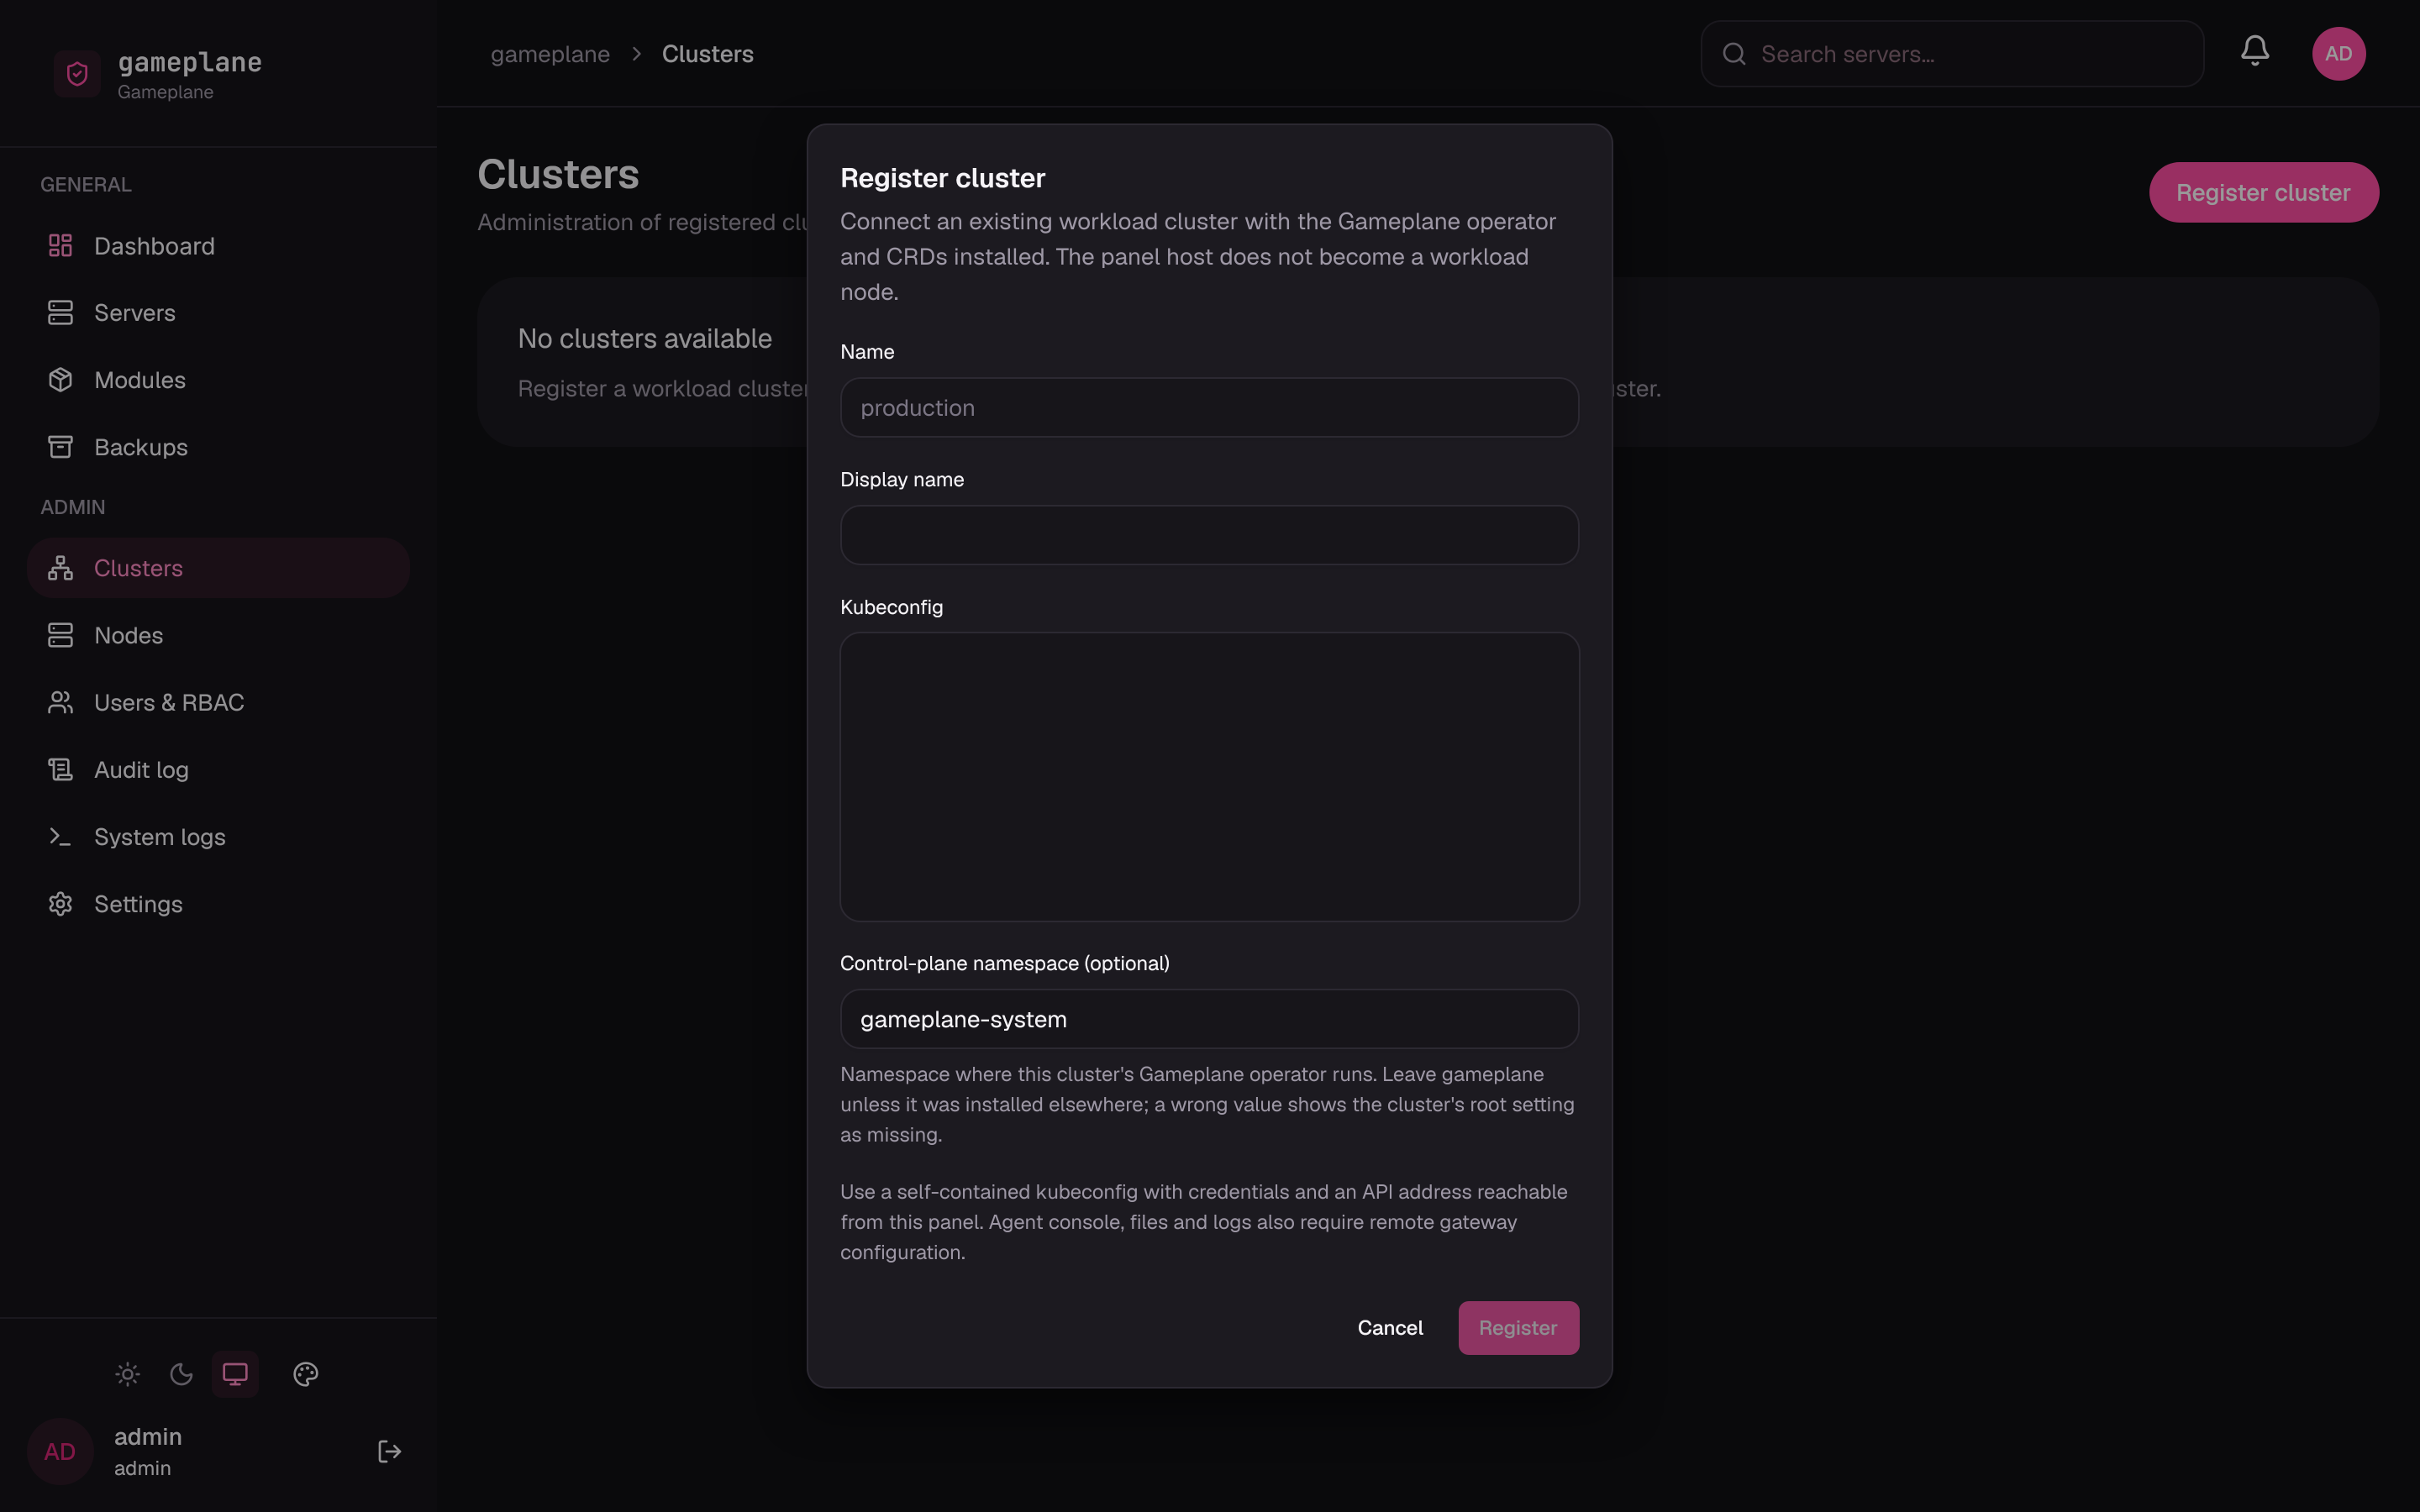 gameplane
Gameplane
GENERAL
Dashboard
Servers
Modules
Backups
ADMIN
Clusters
Nodes
Users & RBAC
Audit log
System logs
Settings
AD
admin
admin
gameplane > Clusters
Search servers...
AD
Clusters
Administration of registered clu
Register cluster
No clusters available
Register a workload cluster
ster.
Register cluster
Connect an existing workload cluster with the Gameplane operator
and CRDs installed. The panel host does not become a workload
node.
Name
production
Display name
Kubeconfig
Control-plane namespace (optional)
gameplane-system
Namespace where this cluster's Gameplane operator runs. Leave gameplane
unless it was installed elsewhere; a wrong value shows the cluster's root setting
as missing.
Use a self-contained kubeconfig with credentials and an API address reachable
from this panel. Agent console, files and logs also require remote gateway
configuration.
Cancel
Register